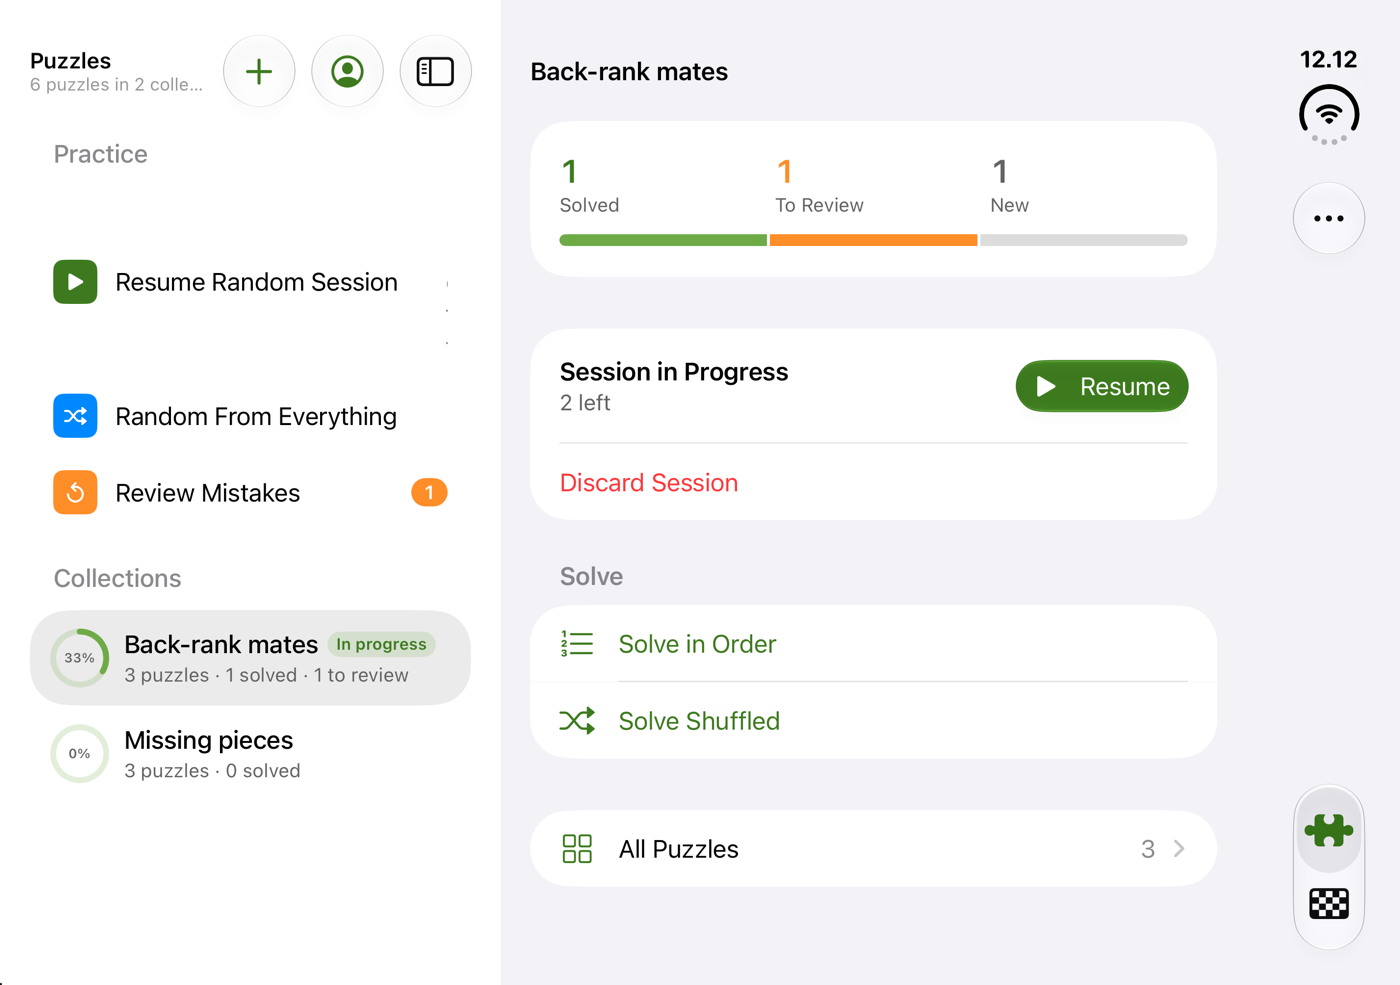 Puzzles
6 puzzles in 2 colle...
Practice
Resume Random Session
Random From Everything
Review Mistakes
1
Collections
33%
Back-rank mates
In progress
3 puzzles · 1 solved · 1 to review
0%
Missing pieces
3 puzzles · 0 solved
Back-rank mates
1
Solved
1
To Review
1
New
Session in Progress
2 left
Resume
Discard Session
Solve
1
2
3
Solve in Order
Solve Shuffled
All Puzzles
3
12.12